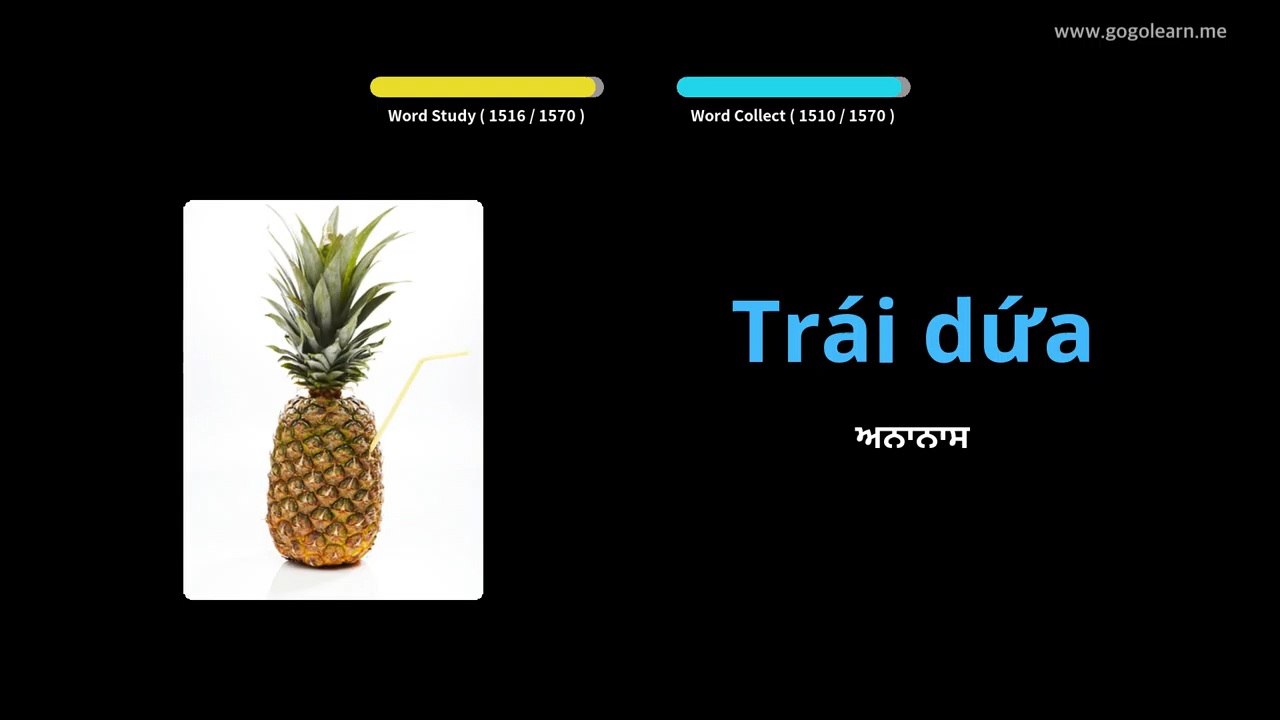 www.gogolearn.me
Word Study ( 1516 / 1570 )
Word Collect ( 1510 / 1570 )
Trái dứa
ਅਨਾਨਾਸ